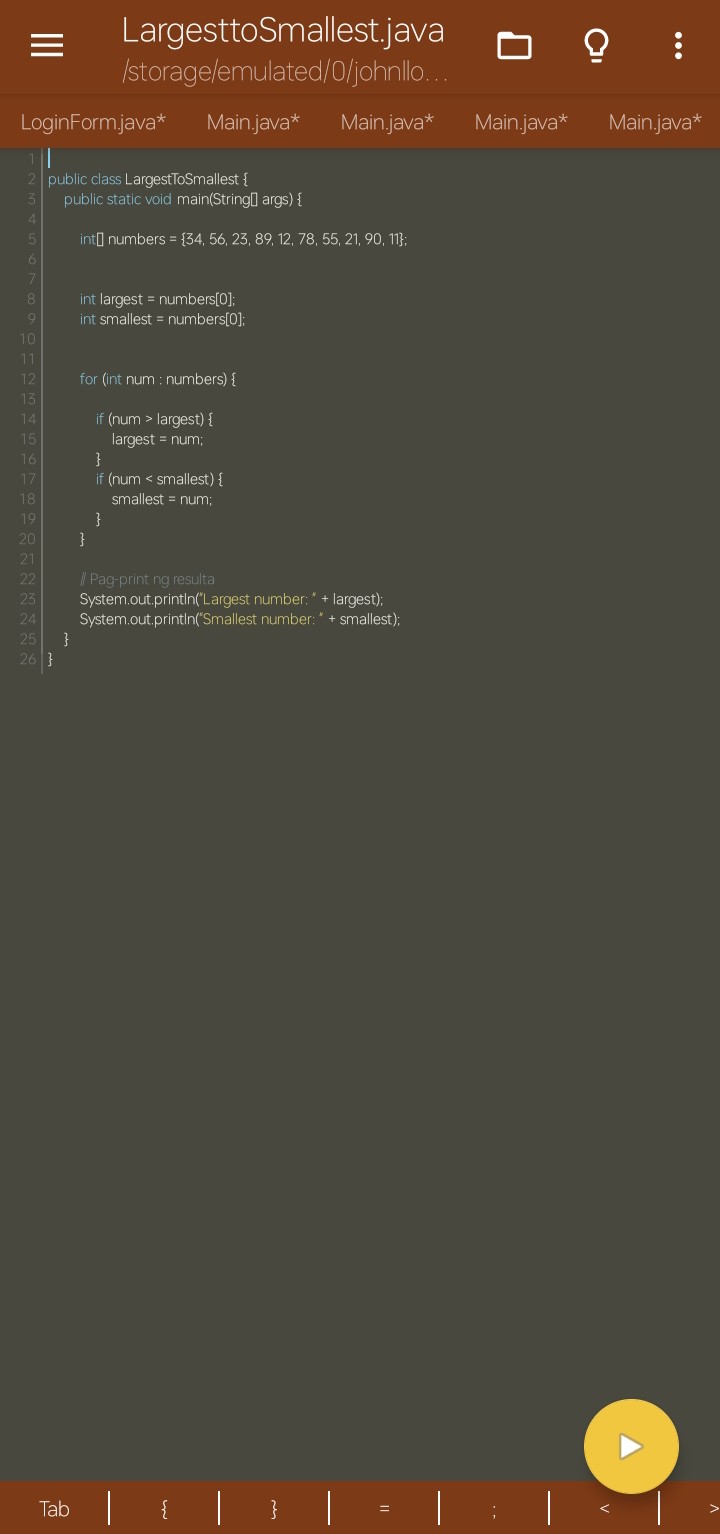 LargesttoSmallest.java
/storage/emulated/0/johnllo...
LoginForm.java* Main.java* Main.java* Main.java* Main.java*
1
2 public class LargestToSmallest {
3 public static void main(String[] args) {
4
5 int[] numbers = {34, 56, 23, 89, 12, 78, 55, 21, 90, 11};
6
7
8 int largest = numbers[0];
9 int smallest = numbers[0];
10
11
12 for (int num : numbers) {
13
14 if (num > largest) {
15 largest = num;
16 }
17 if (num < smallest) {
18 smallest = num;
19 }
20 }
21
22 // Pag-print ng resulta
23 System.out.println("Largest number: " + largest);
24 System.out.println("Smallest number: " + smallest);
25 }
26 }
Tab { } = ; < >